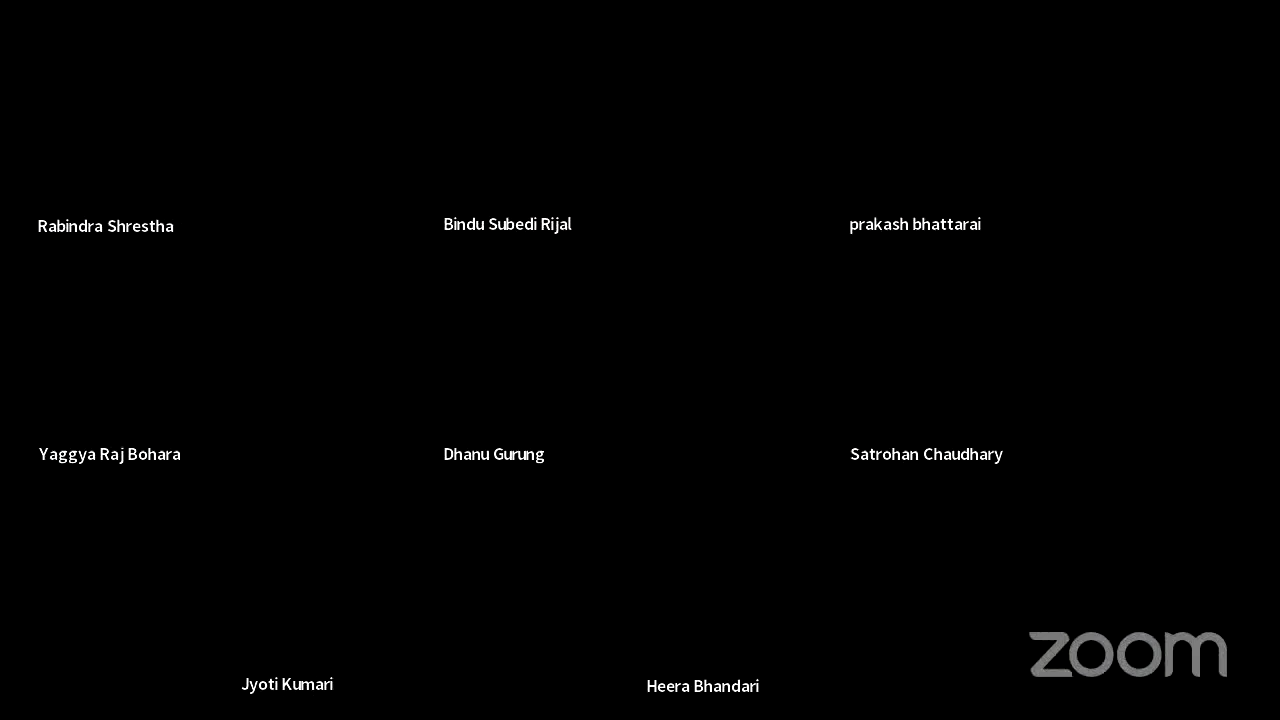 Rabindra Shrestha
Bindu Subedi Rijal
prakash bhattarai
Yaggya Raj Bohara
Dhanu Gurung
Satrohan Chaudhary
Jyoti Kumari
Heera Bhandari
zoom